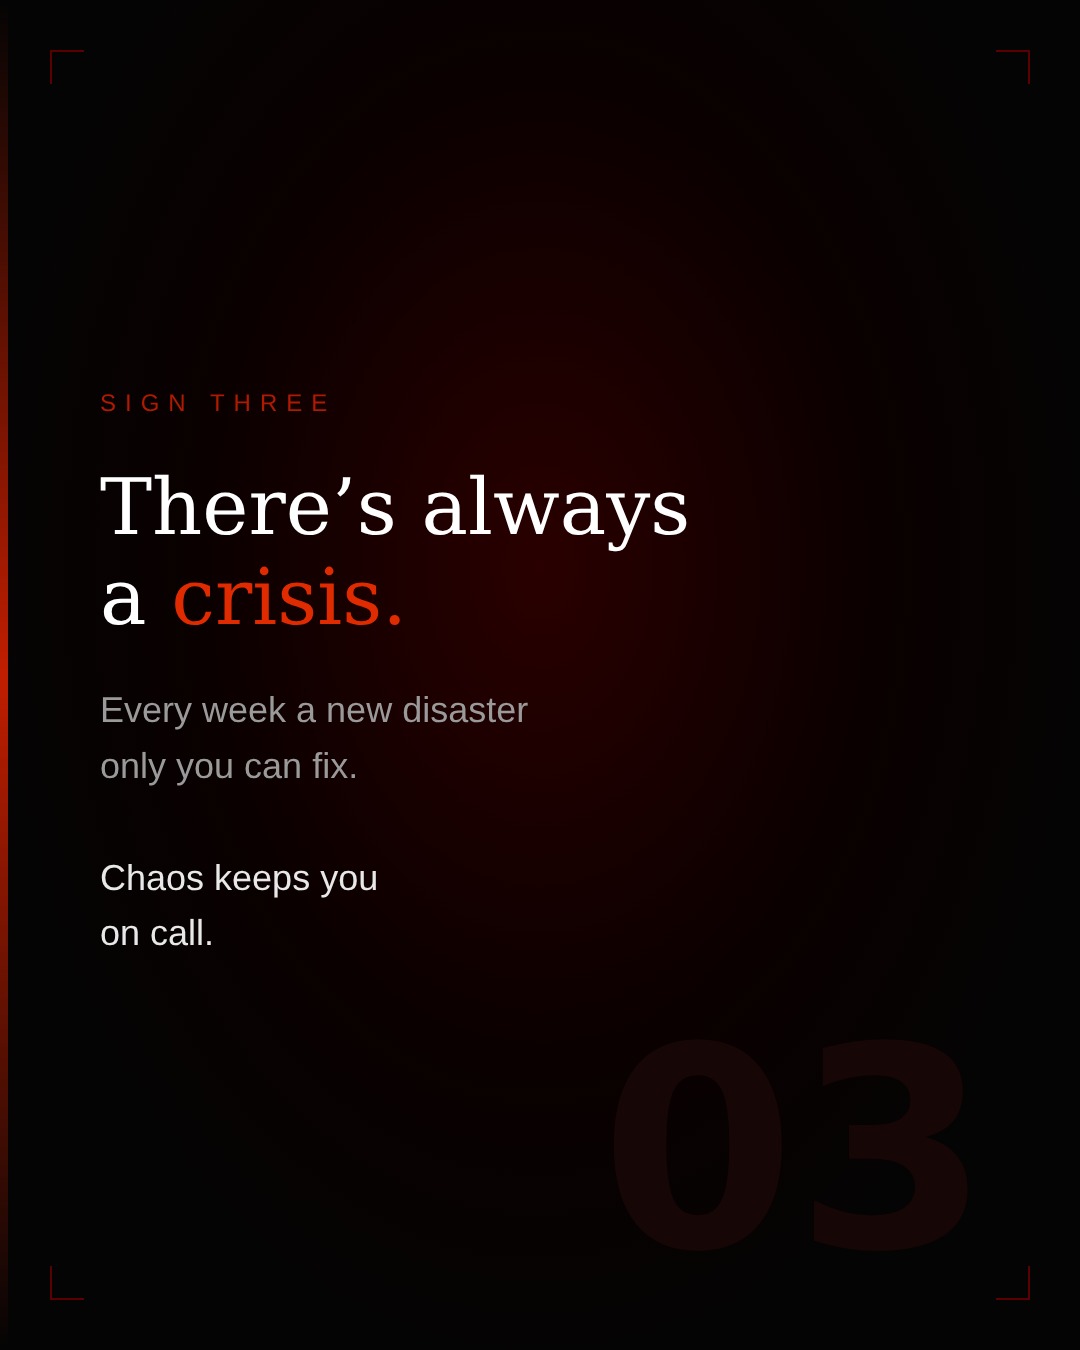 SIGN THREE
There’s always
a crisis.
Every week a new disaster
only you can fix.
Chaos keeps you
on call.
03